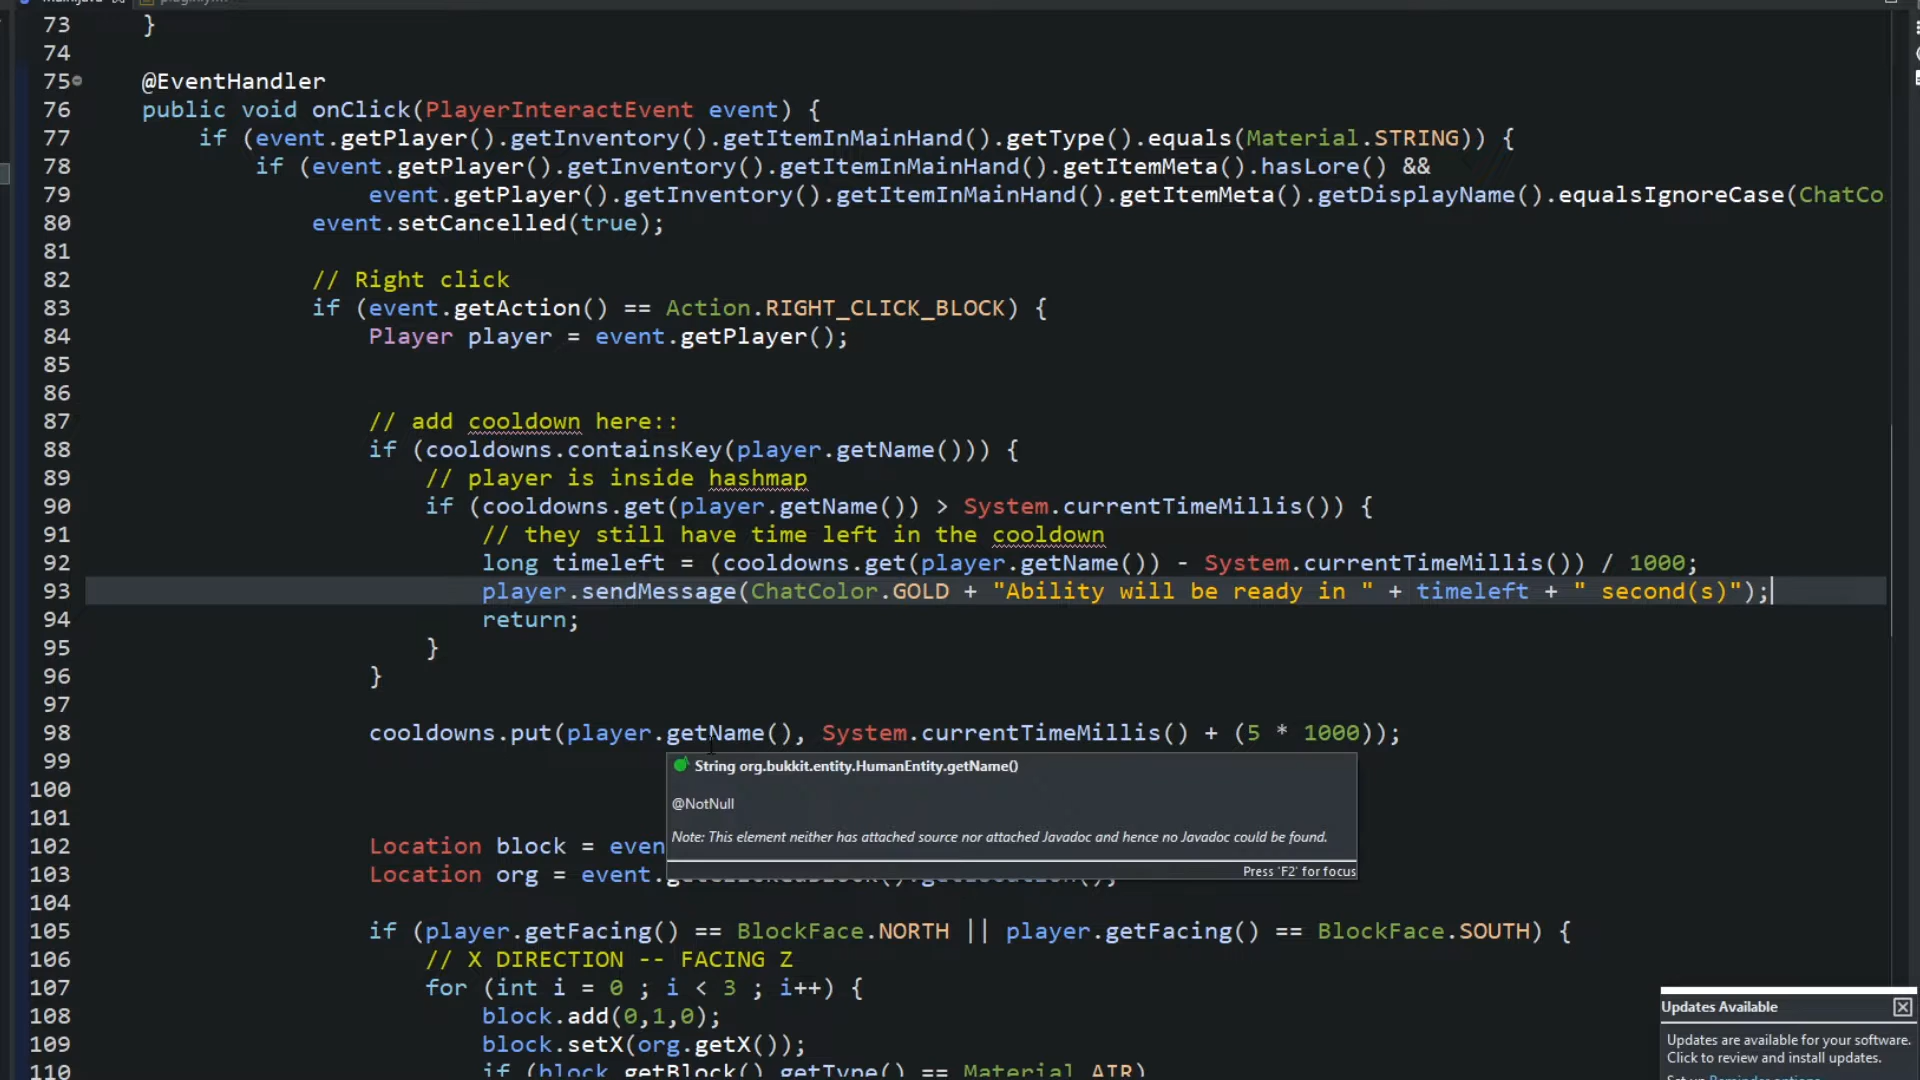 73 }
74
75 @EventHandler
76 public void onClick(PlayerInteractEvent event) {
77 if (event.getPlayer().getInventory().getItemInMainHand().getType().equals(Material.STRING)) {
78 if (event.getPlayer().getInventory().getItemInMainHand().getItemMeta().hasLore() &&
79 event.getPlayer().getInventory().getItemInMainHand().getItemMeta().getDisplayName().equalsIgnoreCase(ChatCo
80 event.setCancelled(true);
81
82 // Right click
83 if (event.getAction() == Action.RIGHT_CLICK_BLOCK) {
84 Player player = event.getPlayer();
85
86
87 // add cooldown here::
88 if (cooldowns.containsKey(player.getName())) {
89 // player is inside hashmap
90 if (cooldowns.get(player.getName()) > System.currentTimeMillis()) {
91 // they still have time left in the cooldown
92 long timeleft = (cooldowns.get(player.getName()) - System.currentTimeMillis()) / 1000;
93 player.sendMessage(ChatColor.GOLD + "Ability will be ready in " + timeleft + " second(s)");
94 return;
95 }
96 }
97
98 cooldowns.put(player.getName(), System.currentTimeMillis() + (5 * 1000));
99
100
101
String org.bukkit.entity.HumanEntity.getName()
@NotNull
Note: This element neither has attached source nor attached Javadoc and hence no Javadoc could be found.
Press 'F2' for focus
102 Location block = even
103 Location org = event.
104
105 if (player.getFacing() == BlockFace.NORTH || player.getFacing() == BlockFace.SOUTH) {
106 // X DIRECTION -- FACING Z
107 for (int i = 0 ; i < 3 ; i++) {
108 block.add(0,1,0);
109 block.setX(org.getX());
110 if (block.getBlock().getType() == Material.AIR)
Updates Available
Updates are available for your software.
Click to review and install updates.